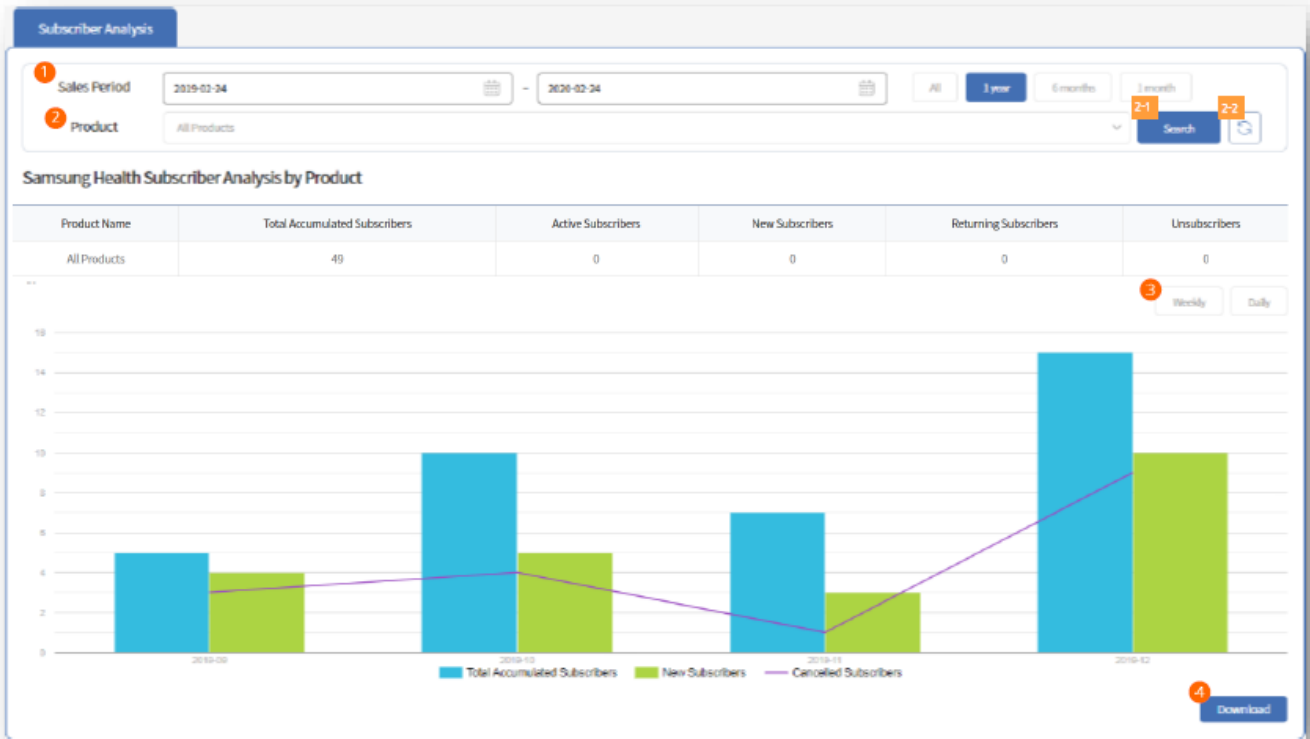 Subscriber Analysis
1
Sales Period 2019-02-24 - 2020-02-24 All 1 year 6 months 1 month
2 2-1 2-2
Product All Products Search
Samsung Health Subscriber Analysis by Product
Product Name Total Accumulated Subscribers Active Subscribers New Subscribers Returning Subscribers Unsubscribers
All Products 49 0 0 0 0
3 Weekly Daily
14
12
10
8
6
4
2
0
2019-09 2019-10 2019-11 2019-12
Total Accumulated Subscribers New Subscribers Cancelled Subscribers
4
Download